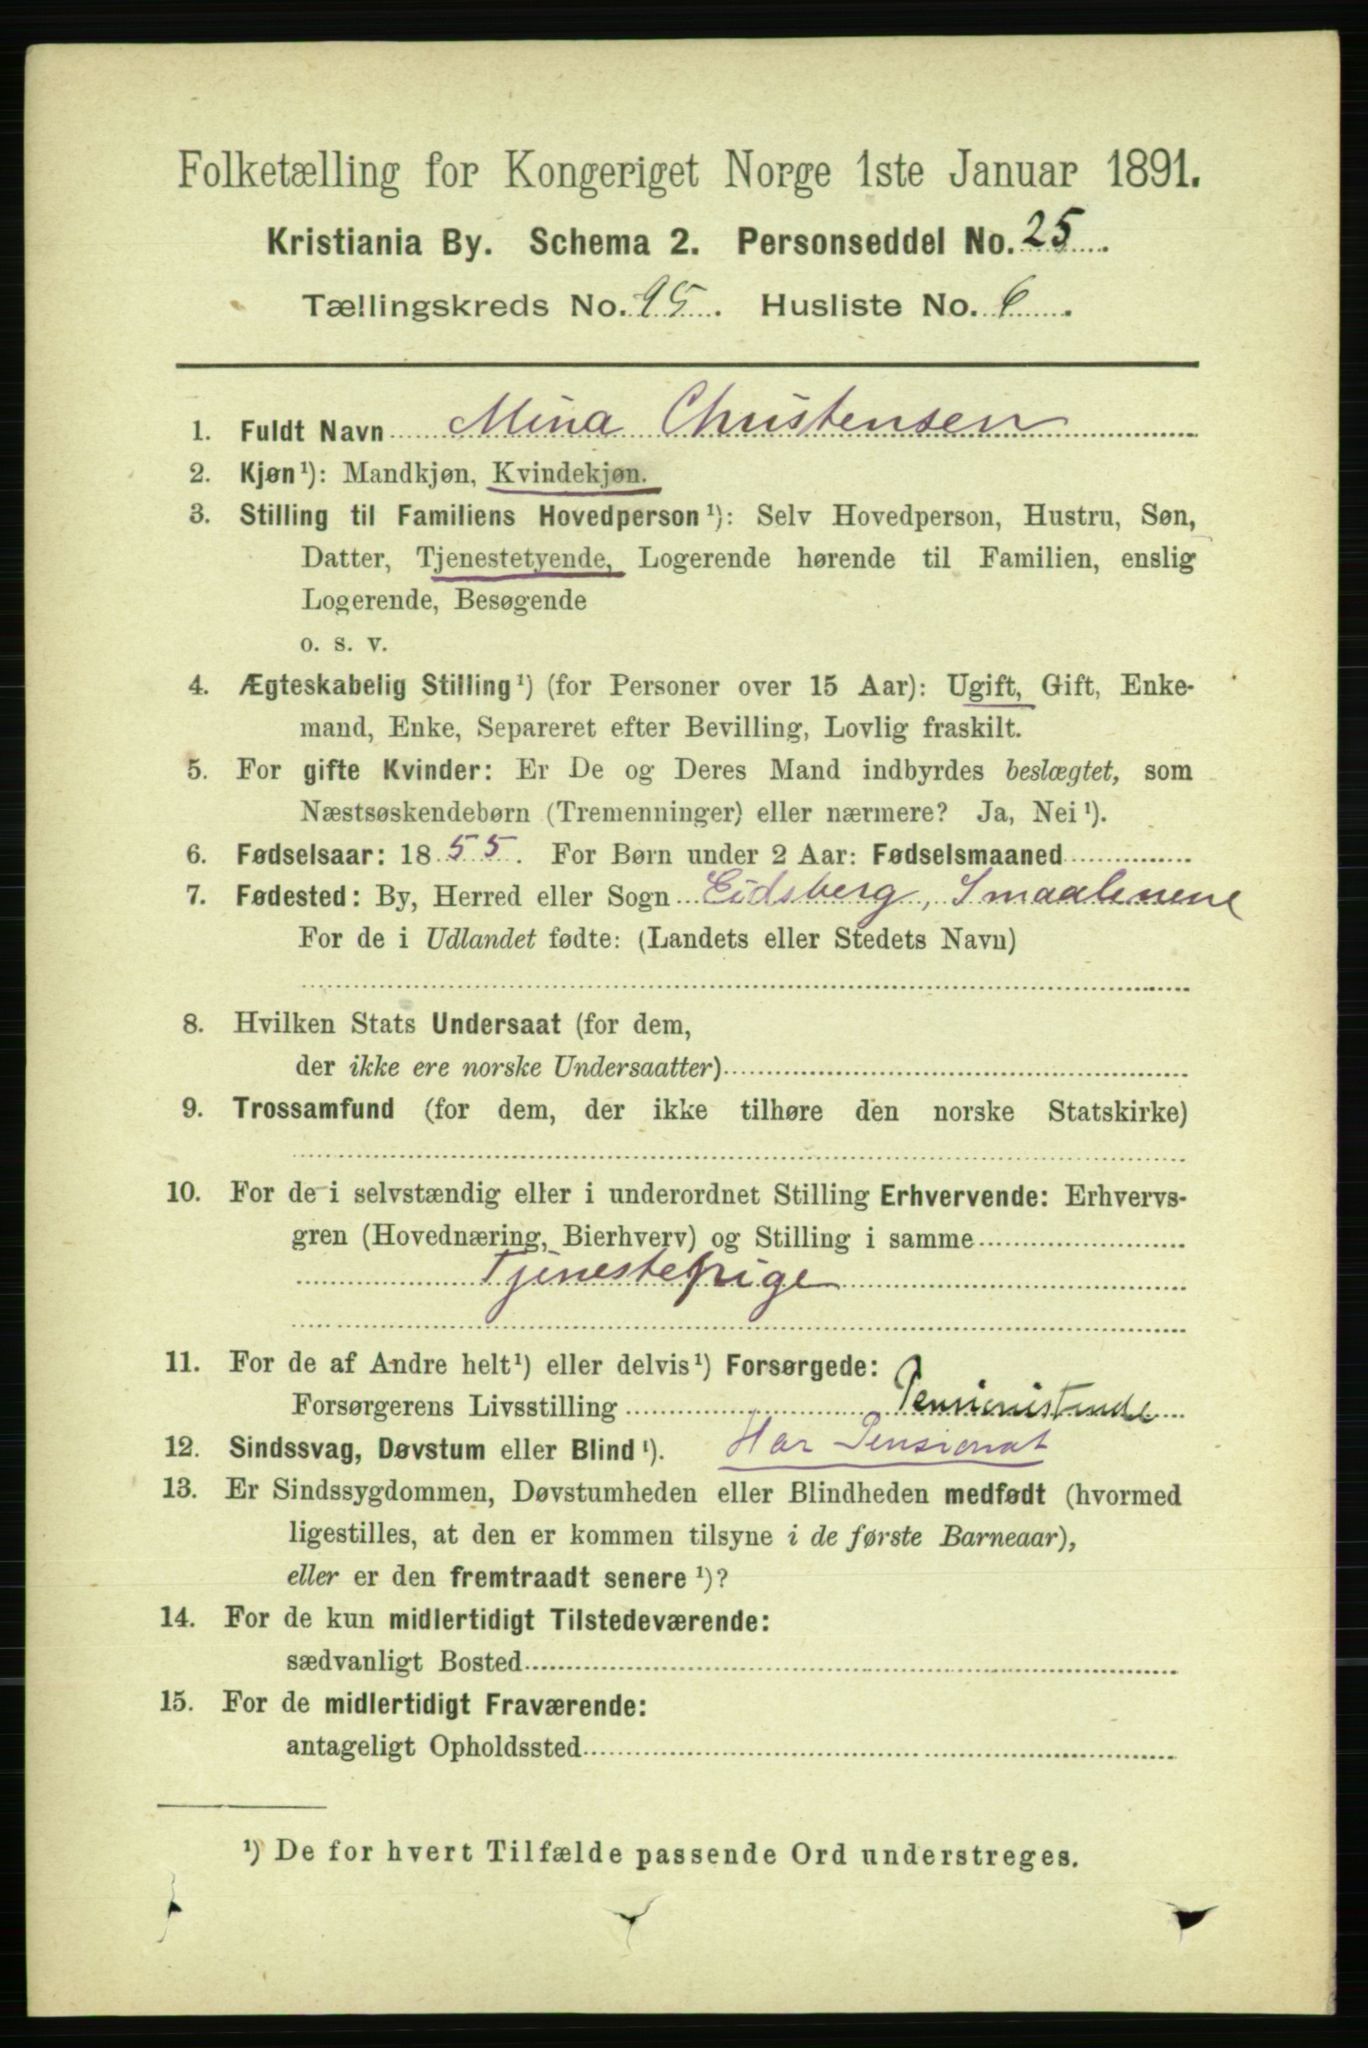 Folketælling for Kongeriget Norge 1ste Januar 1891.
Kristiania By. Schema 2. Personseddel No. 25.
Tællingskreds No. 95. Husliste No. 6.
1. Fuldt Navn Mina Christensen
2. Kjøn¹): Mandkjøn, Kvindekjøn.
3. Stilling til Familiens Hovedperson¹): Selv Hovedperson, Hustru, Søn,
Datter, Tjenestetyende, Logerende hørende til Familien, enslig
Logerende, Besøgende
o. s. v.
4. Ægteskabelig Stilling¹) (for Personer over 15 Aar): Ugift, Gift, Enke-
mand, Enke, Separeret efter Bevilling, Lovlig fraskilt.
5. For gifte Kvinder: Er De og Deres Mand indbyrdes beslægtet, som
Næstsøskendebørn (Tremenninger) eller nærmere? Ja, Nei¹).
6. Fødselsaar: 1855. For Børn under 2 Aar: Fødselsmaaned
7. Fødested: By, Herred eller Sogn Eidsberg, Smaalenene
For de i Udlandet fødte: (Landets eller Stedets Navn)
8. Hvilken Stats Undersaat (for dem,
der ikke ere norske Undersaatter)
9. Trossamfund (for dem, der ikke tilhøre den norske Statskirke)
10. For de i selvstændig eller i underordnet Stilling Erhvervende: Erhvervs-
gren (Hovednæring, Bierhverv) og Stilling i samme
Tjenestepige
11. For de af Andre helt¹) eller delvis¹) Forsørgede:
Forsørgerens Livsstilling
12. Sindssvag, Døvstum eller Blind¹). Har Pensionat
13. Er Sindssygdommen, Døvstumheden eller Blindheden medfødt (hvormed
ligestilles, at den er kommen tilsyne i de første Barneaar),
eller er den fremtraadt senere¹)?
14. For de kun midlertidigt Tilstedeværende:
sædvanligt Bosted
15. For de midlertidigt Fraværende:
antageligt Opholdssted
¹) De for hvert Tilfælde passende Ord understreges.